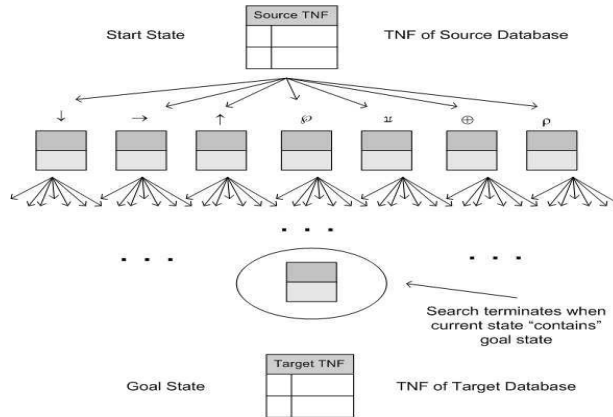 Source TNF
Start State
TNF of Source Database
↓ → ↑ ℘ ⊕ ρ
. . .
. . .
. . .
Search terminates when
current state "contains"
goal state
Target TNF
Goal State
TNF of Target Database